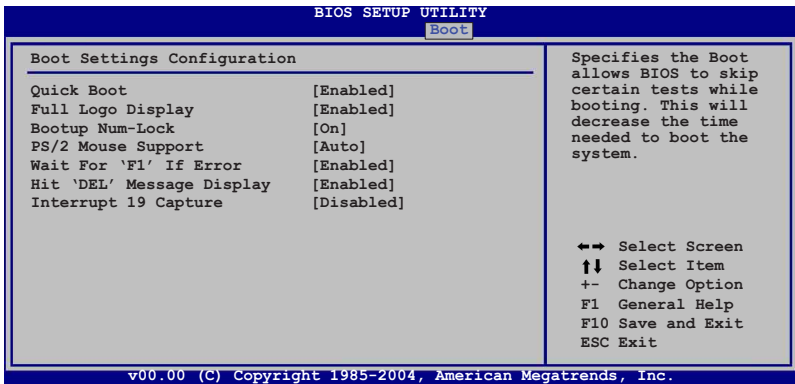 BIOS SETUP UTILITY
Boot
Boot Settings Configuration
Quick Boot [Enabled]
Full Logo Display [Enabled]
Bootup Num-Lock [On]
PS/2 Mouse Support [Auto]
Wait For ‘F1’ If Error [Enabled]
Hit ‘DEL’ Message Display [Enabled]
Interrupt 19 Capture [Disabled]
Specifies the Boot
allows BIOS to skip
certain tests while
booting. This will
decrease the time
needed to boot the
system.
←→ Select Screen
↑↓ Select Item
+- Change Option
F1 General Help
F10 Save and Exit
ESC Exit
v00.00 (C) Copyright 1985-2004, American Megatrends, Inc.